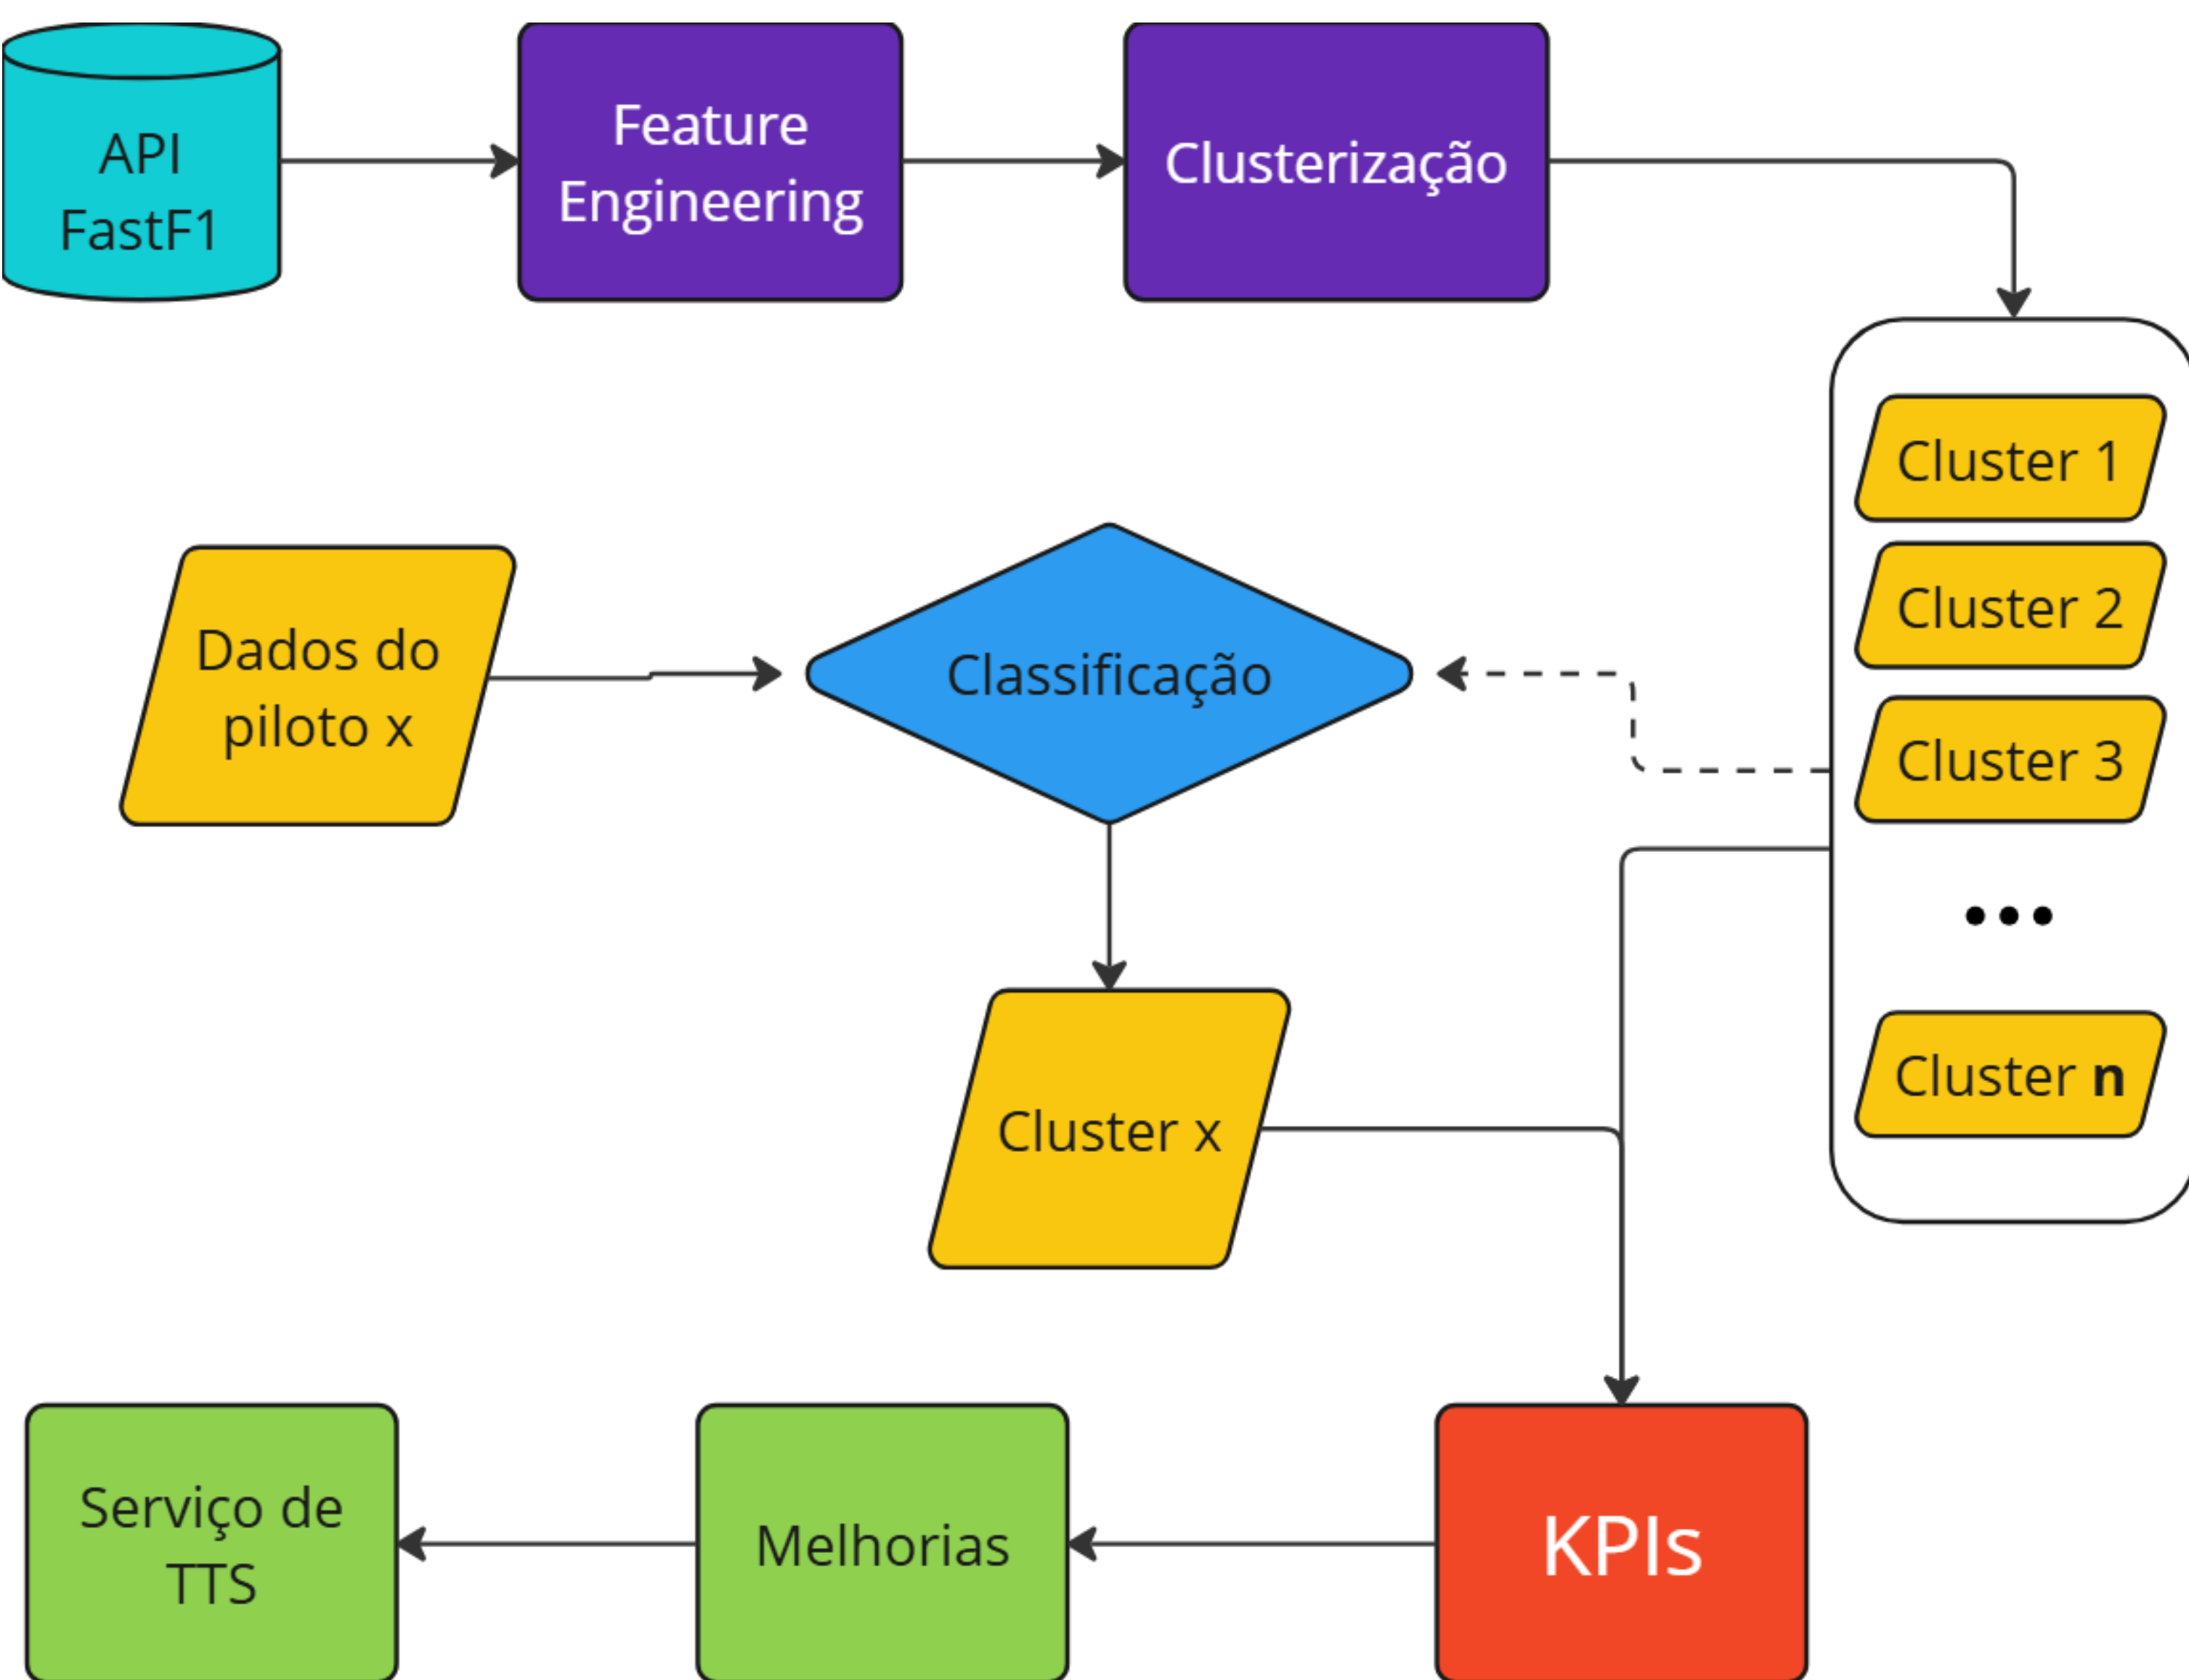 API
FastF1
Feature
Engineering
Clusterização
Cluster 1
Cluster 2
Cluster 3
•••
Cluster n
Dados do
piloto x
Classificação
Cluster x
KPIs
Melhorias
Serviço de
TTS